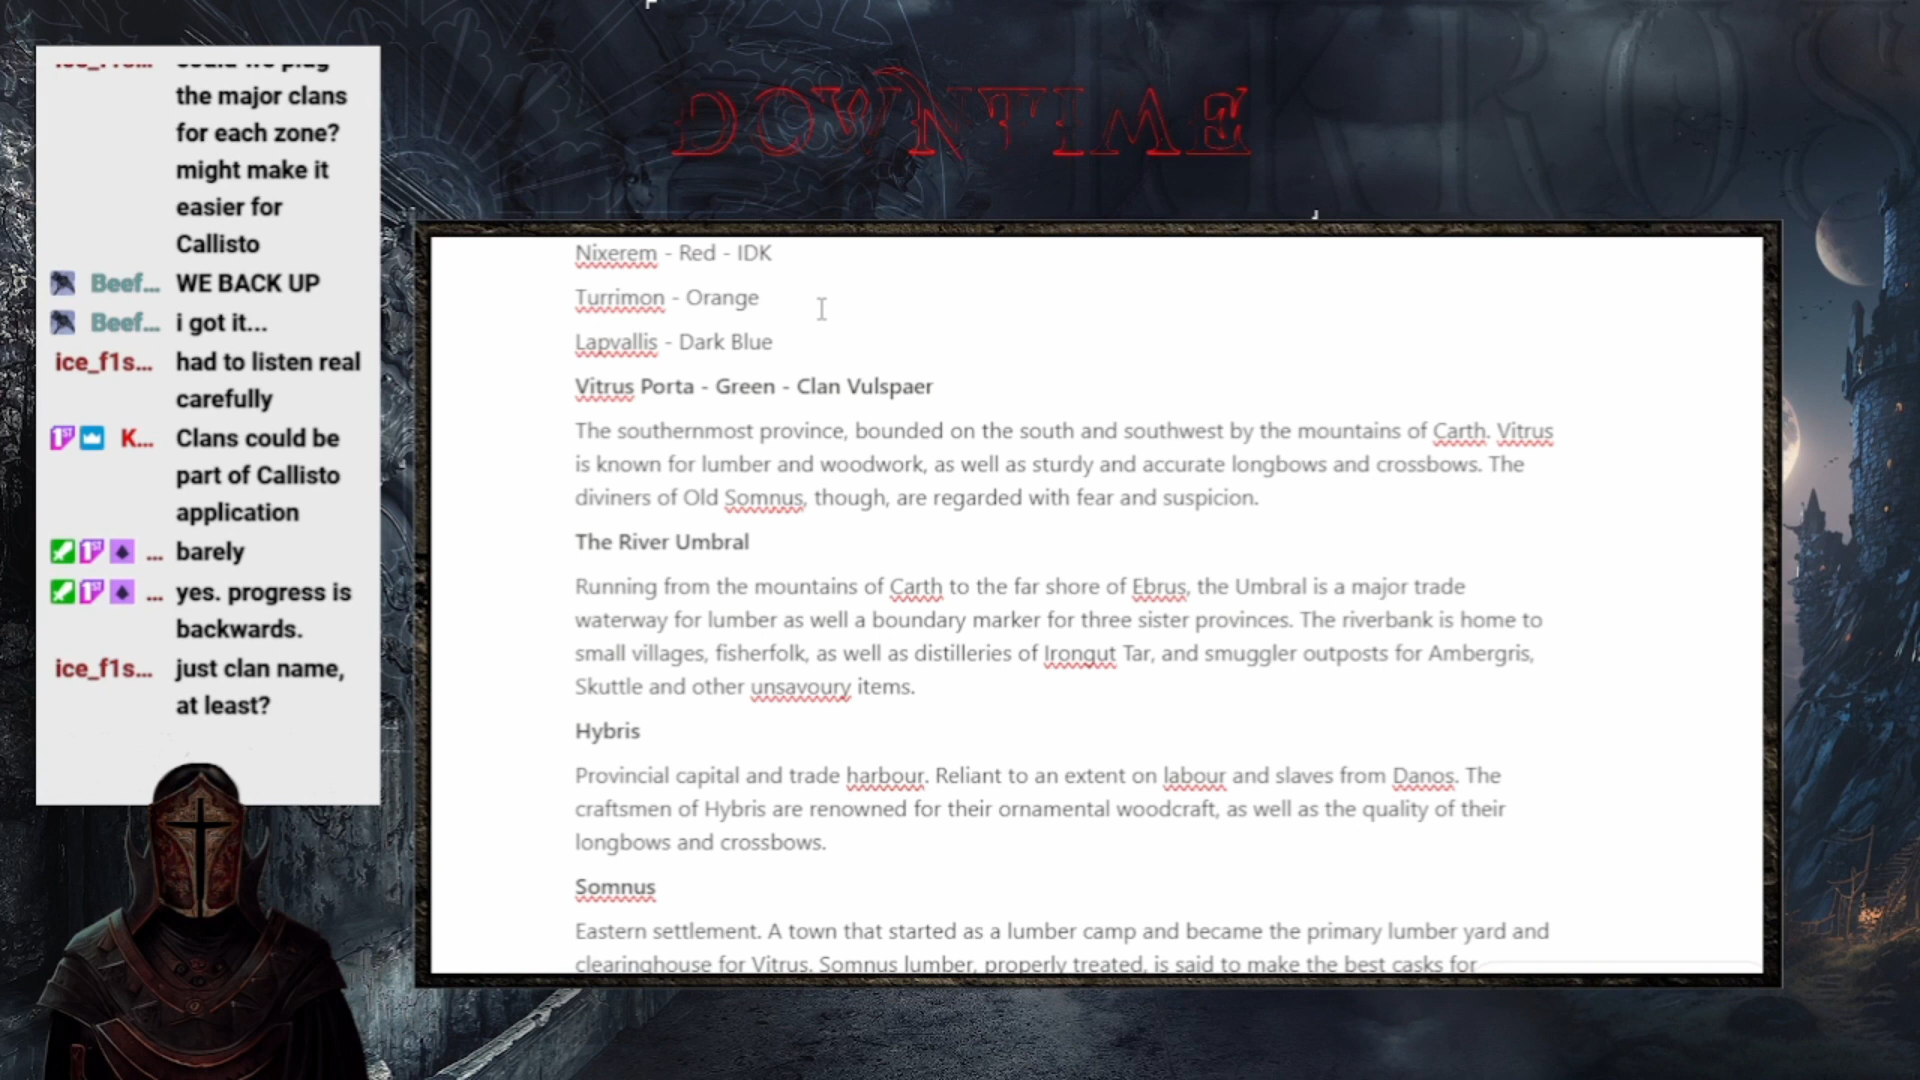 DOWNTIME
the major clans
for each zone?
might make it
easier for
Callisto
Beef... WE BACK UP
Beef... i got it...
ice_f1s... had to listen real
carefully
K... Clans could be
part of Callisto
application
... barely
... yes. progress is
backwards.
ice_f1s... just clan name,
at least?
Nixerem - Red - IDK
Turrimon - Orange
Lapvallis - Dark Blue
Vitrus Porta - Green - Clan Vulspaer
The southernmost province, bounded on the south and southwest by the mountains of Carth. Vitrus
is known for lumber and woodwork, as well as sturdy and accurate longbows and crossbows. The
diviners of Old Somnus, though, are regarded with fear and suspicion.
The River Umbral
Running from the mountains of Carth to the far shore of Ebrus, the Umbral is a major trade
waterway for lumber as well a boundary marker for three sister provinces. The riverbank is home to
small villages, fisherfolk, as well as distilleries of Irongut Tar, and smuggler outposts for Ambergris,
Skuttle and other unsavoury items.
Hybris
Provincial capital and trade harbour. Reliant to an extent on labour and slaves from Danos. The
craftsmen of Hybris are renowned for their ornamental woodcraft, as well as the quality of their
longbows and crossbows.
Somnus
Eastern settlement. A town that started as a lumber camp and became the primary lumber yard and
clearinghouse for Vitrus. Somnus lumber, properly treated, is said to make the best casks for